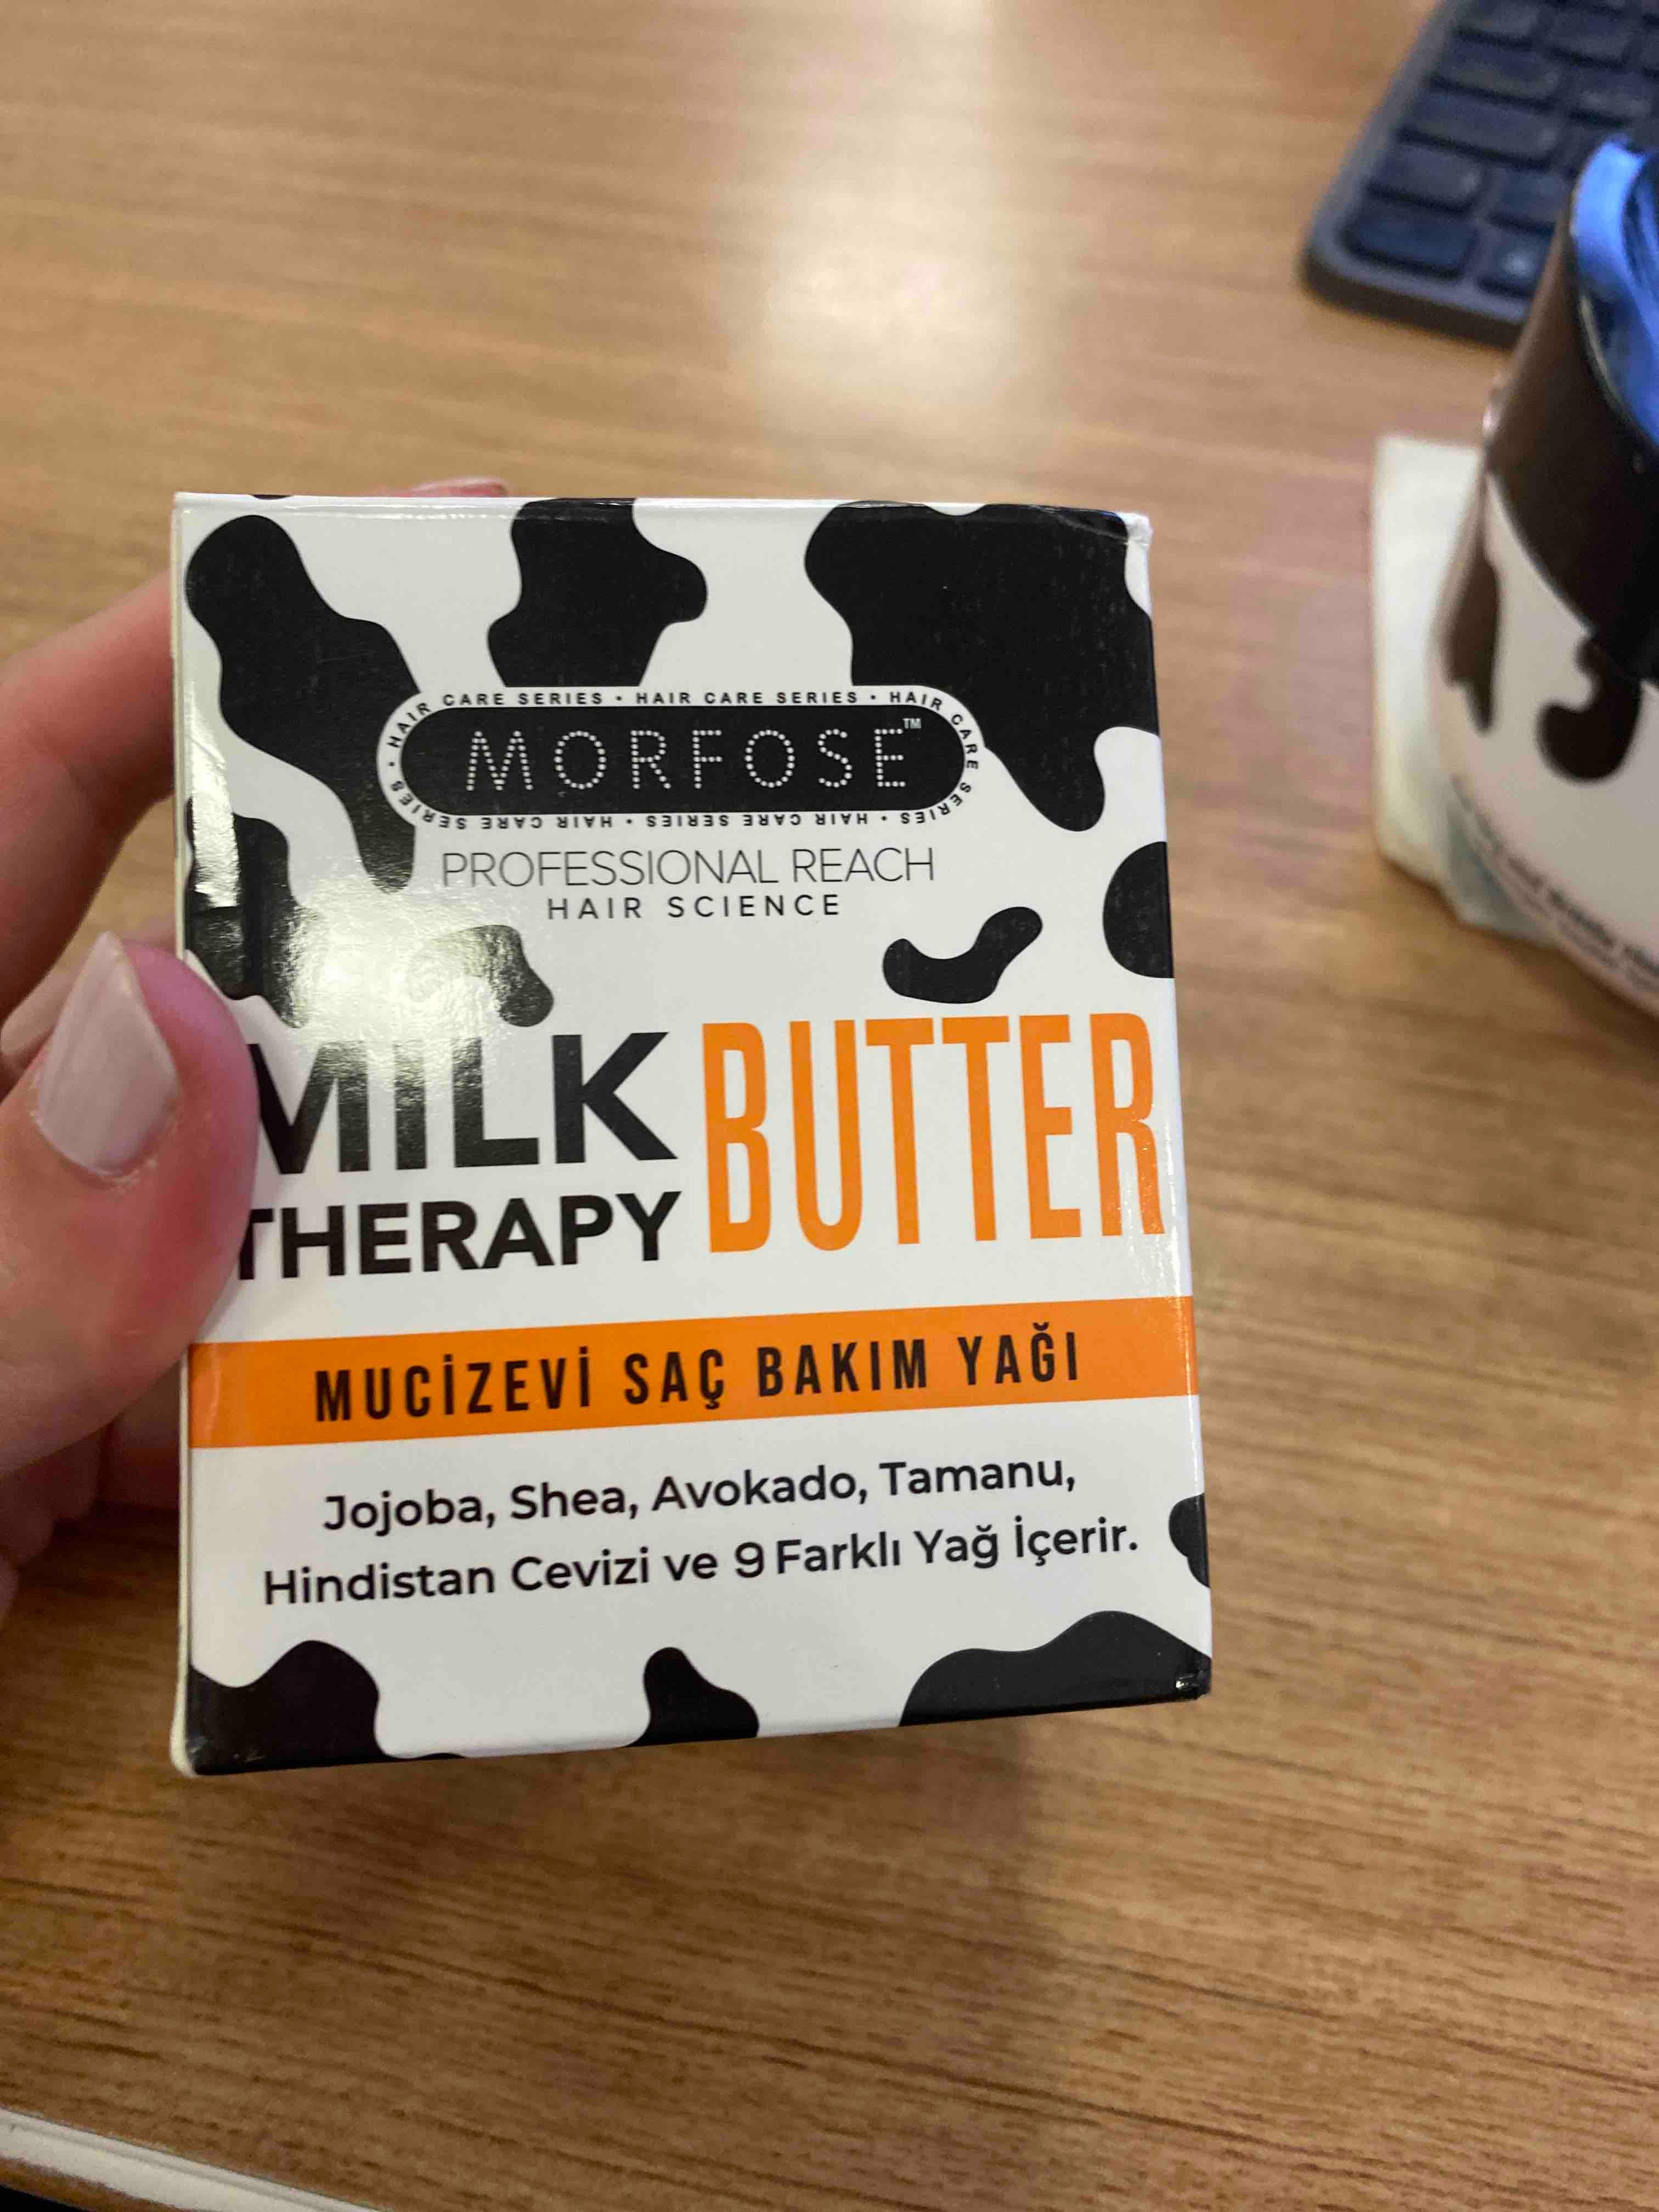 HAIR CARE SERIES • HAIR CARE SERIES • HAIR CARE SERIES • HAIR CARE SERIES • HAIR CARE SERIES •
MORFOSE™
PROFESSIONAL REACH
HAIR SCIENCE
MILK BUTTER
THERAPY
MUCİZEVİ SAÇ BAKIM YAĞI
Jojoba, Shea, Avokado, Tamanu,
Hindistan Cevizi ve 9 Farklı Yağ İçerir.